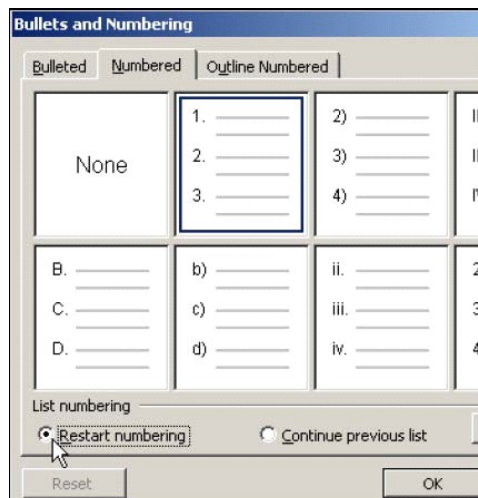 Bullets and Numbering
Bulleted Numbered Outline Numbered
None
1.
2.
3.
2)
3)
4)
B.
C.
D.
b)
c)
d)
ii.
iii.
iv.
List numbering
Restart numbering Continue previous list
Reset OK